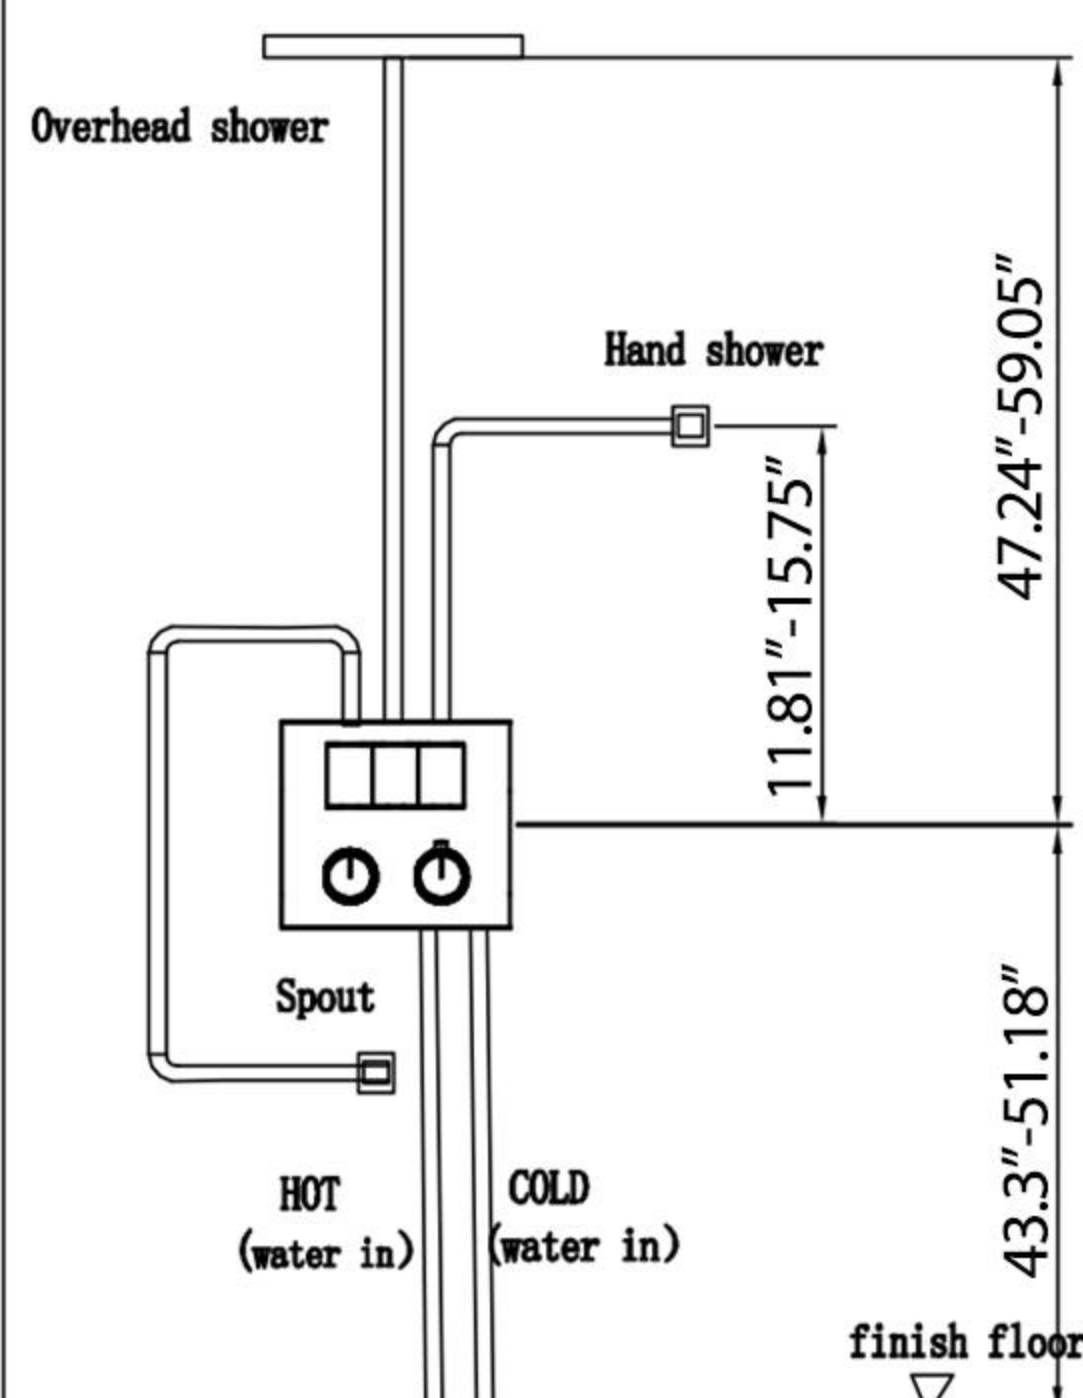 Overhead shower
47.24"-59.05"
Hand shower
11.81"-15.75"
Spout
43.3"-51.18"
HOT
(water in)
COLD
(water in)
finish floor